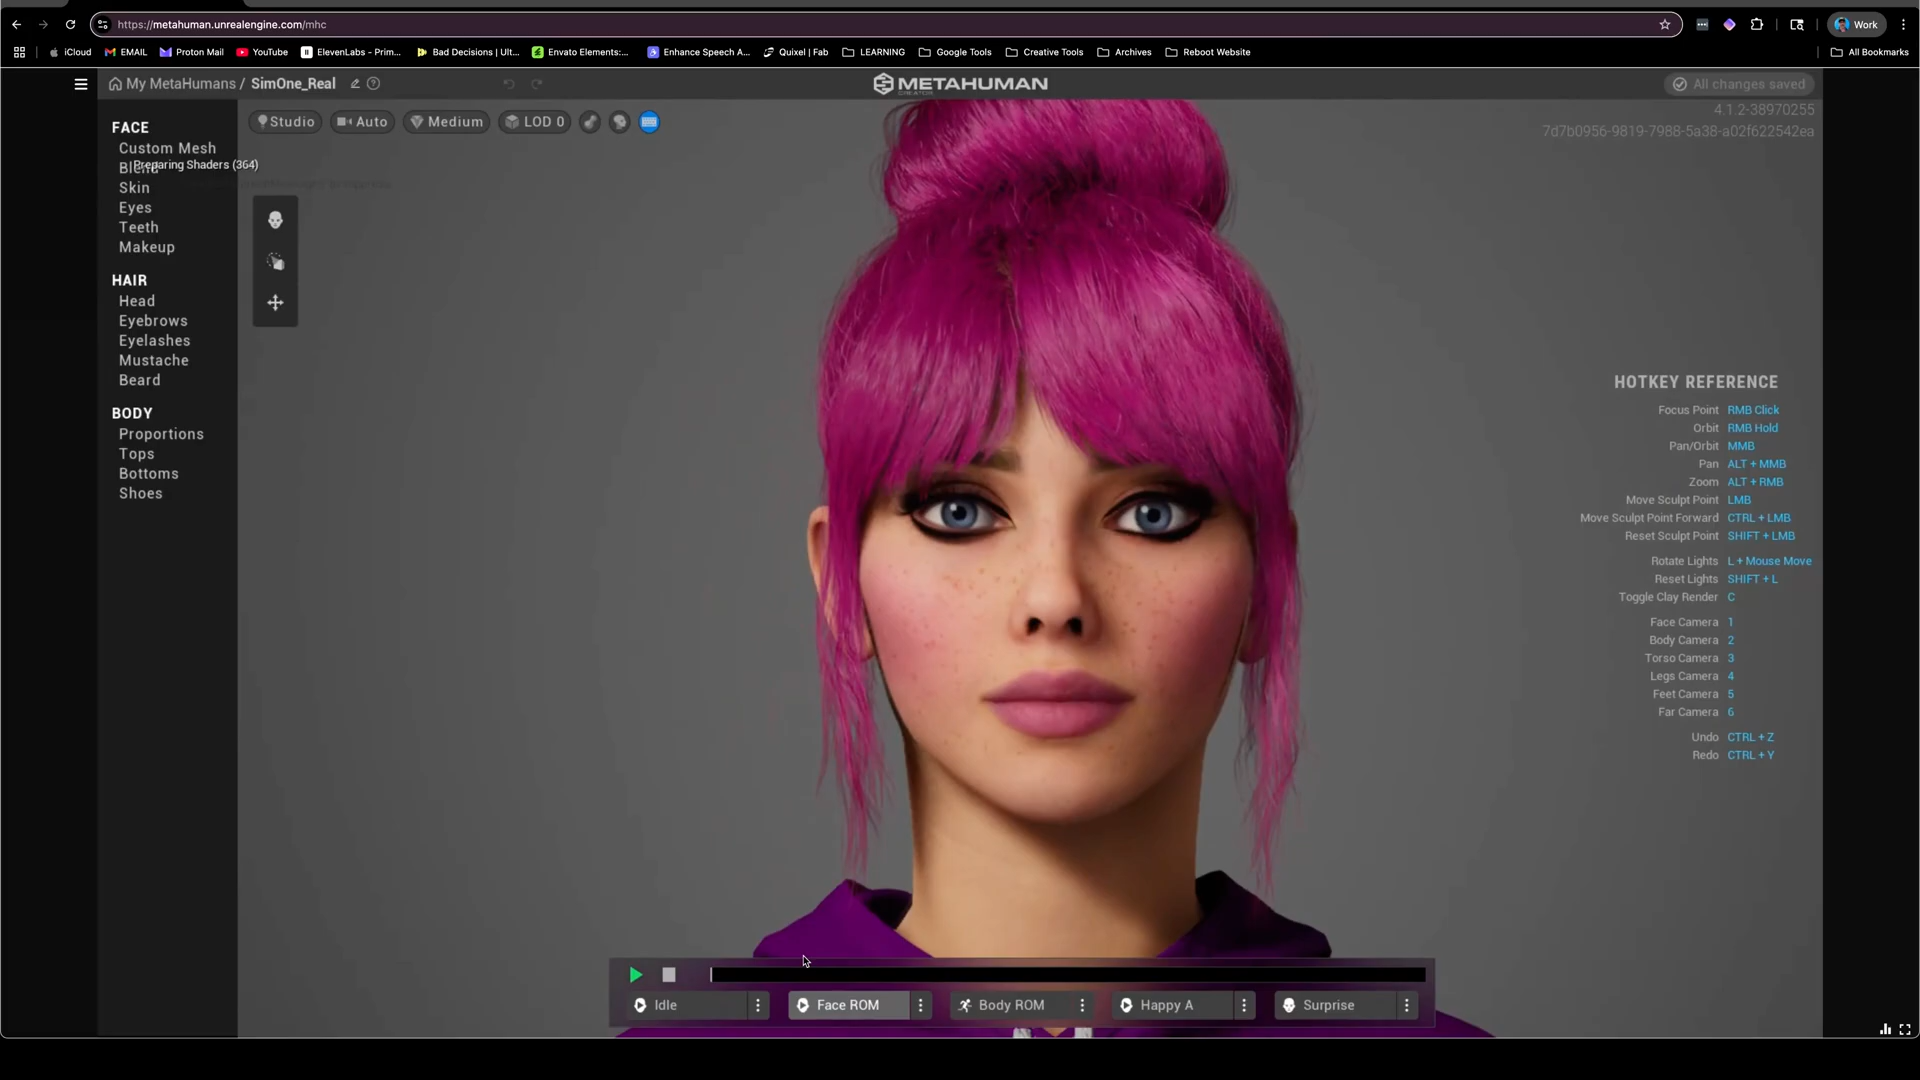 https://metahuman.unrealengine.com/mhc
Work
iCloud
EMAIL
Proton Mail
YouTube
ElevenLabs - Prim...
Bad Decisions | Ult...
Envato Elements:...
Enhance Speech A...
Quixel | Fab
LEARNING
Google Tools
Creative Tools
Archives
Reboot Website
All Bookmarks
My MetaHumans / SimOne_Real
METAHUMAN
CREATOR
All changes saved
4.1.2-38970255
7d7b0956-9819-7988-5a38-a02f622542ea
Studio
Auto
Medium
LOD 0
FACE
Custom Mesh
Blend
Preparing Shaders (364)
Skin
Eyes
Teeth
Makeup
HAIR
Head
Eyebrows
Eyelashes
Mustache
Beard
BODY
Proportions
Tops
Bottoms
Shoes
HOTKEY REFERENCE
Focus Point RMB Click
Orbit RMB Hold
Pan/Orbit MMB
Pan ALT + MMB
Zoom ALT + RMB
Move Sculpt Point LMB
Move Sculpt Point Forward CTRL + LMB
Reset Sculpt Point SHIFT + LMB
Rotate Lights L + Mouse Move
Reset Lights SHIFT + L
Toggle Clay Render C
Face Camera 1
Body Camera 2
Torso Camera 3
Legs Camera 4
Feet Camera 5
Far Camera 6
Undo CTRL + Z
Redo CTRL + Y
Idle
Face ROM
Body ROM
Happy A
Surprise